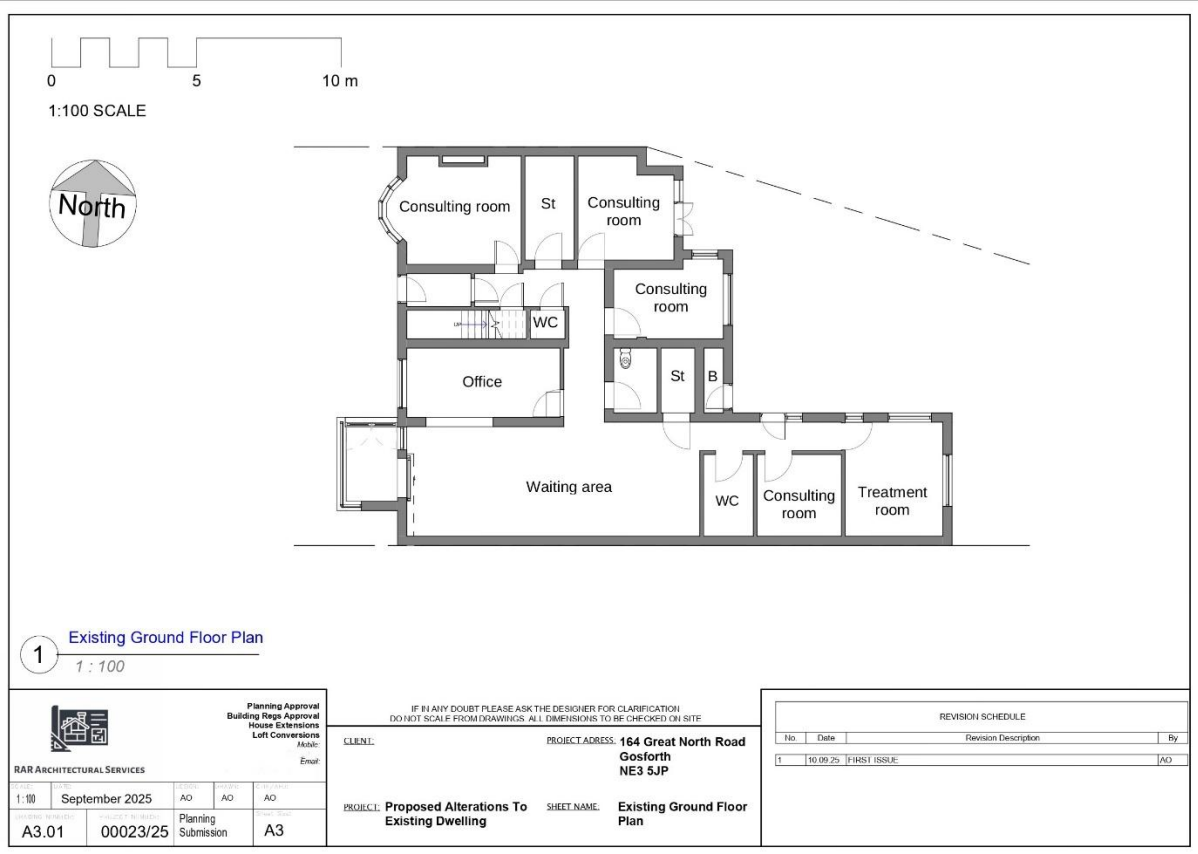 0 5 10 m
1:100 SCALE
North
Consulting room
St
Consulting
room
Consulting
room
WC
Office
St
B
Waiting area
WC
Consulting
room
Treatment
room
1
Existing Ground Floor Plan
1 : 100
RAR ARCHITECTURAL SERVICES
Planning Approval
Building Regs Approval
House Extensions
Loft Conversions
Mobile:
Email:
SCALE:
DATE:
1:100
September 2025
AO
AO
AO
A3.01
00023/25
Planning
Submission
A3
IF IN ANY DOUBT PLEASE ASK THE DESIGNER FOR CLARIFICATION
DO NOT SCALE FROM DRAWINGS. ALL DIMENSIONS TO BE CHECKED ON SITE
CLIENT:
PROJECT ADRESS: 164 Great North Road
Gosforth
NE3 5JP
PROJECT: Proposed Alterations To
Existing Dwelling
SHEET NAME: Existing Ground Floor
Plan
REVISION SCHEDULE
No. Date Revision Description By
1 10.09.25 FIRST ISSUE AO